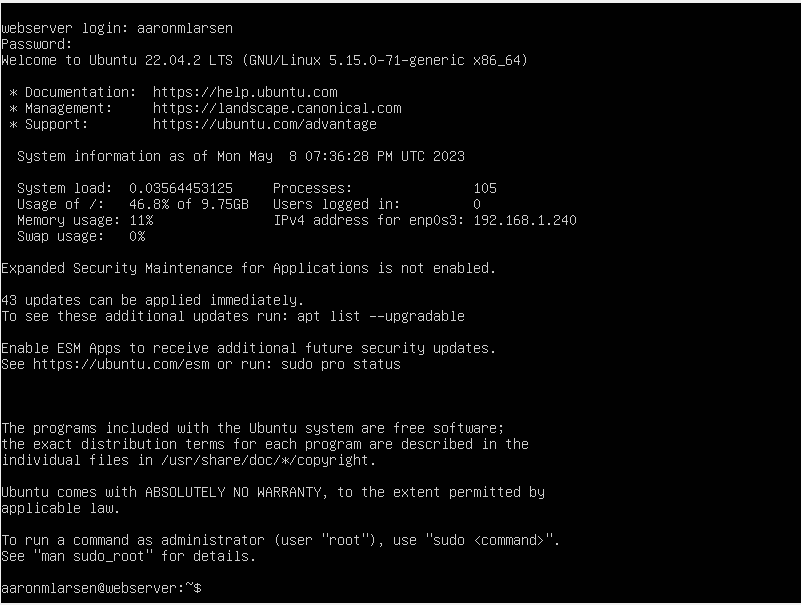 webserver login: aaronmlarsen
Password:
Welcome to Ubuntu 22.04.2 LTS (GNU/Linux 5.15.0-71-generic x86_64)
* Documentation:  https://help.ubuntu.com
* Management:     https://landscape.canonical.com
* Support:        https://ubuntu.com/advantage
System information as of Mon May  8 07:36:28 PM UTC 2023
System load:  0.03564453125     Processes:               105
Usage of /:   46.8% of 9.75GB   Users logged in:         0
Memory usage: 11%               IPv4 address for enp0s3: 192.168.1.240
Swap usage:   0%
Expanded Security Maintenance for Applications is not enabled.
43 updates can be applied immediately.
To see these additional updates run: apt list --upgradable
Enable ESM Apps to receive additional future security updates.
See https://ubuntu.com/esm or run: sudo pro status
The programs included with the Ubuntu system are free software;
the exact distribution terms for each program are described in the
individual files in /usr/share/doc/*/copyright.
Ubuntu comes with ABSOLUTELY NO WARRANTY, to the extent permitted by
applicable law.
To run a command as administrator (user "root"), use "sudo <command>".
See "man sudo_root" for details.
aaronmlarsen@webserver:~$